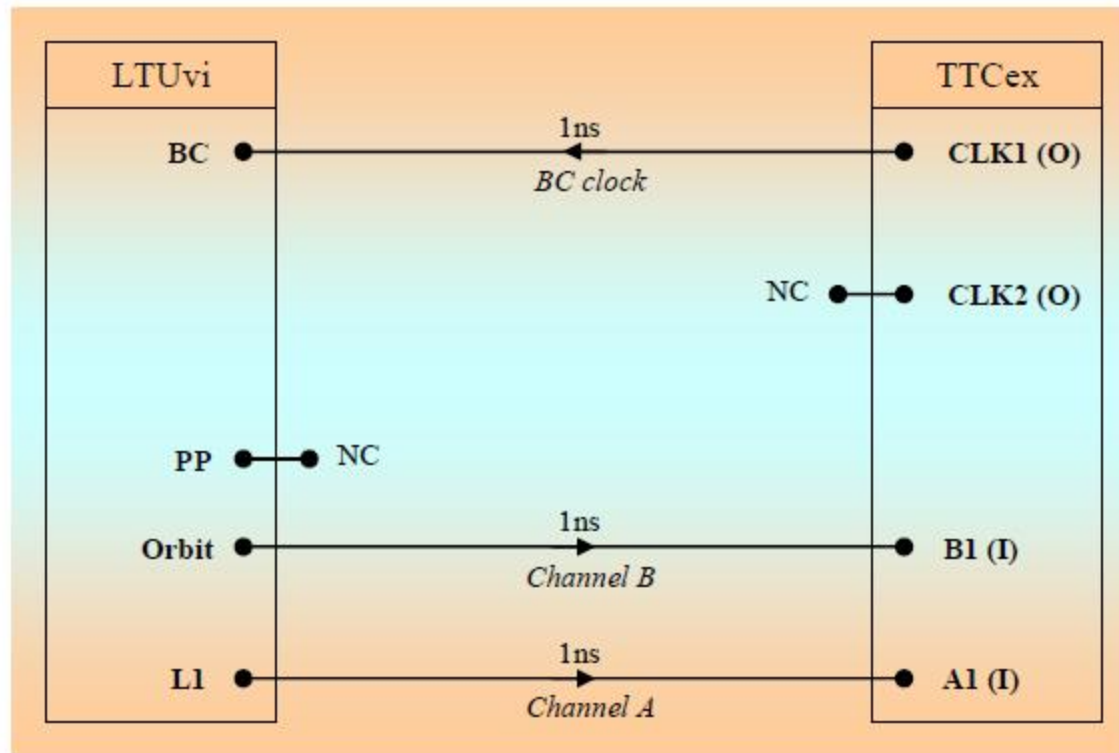 LTUvi
TTCex
1ns
BC
CLK1 (O)
BC clock
NC
CLK2 (O)
PP
NC
1ns
Orbit
B1 (I)
Channel B
1ns
L1
A1 (I)
Channel A